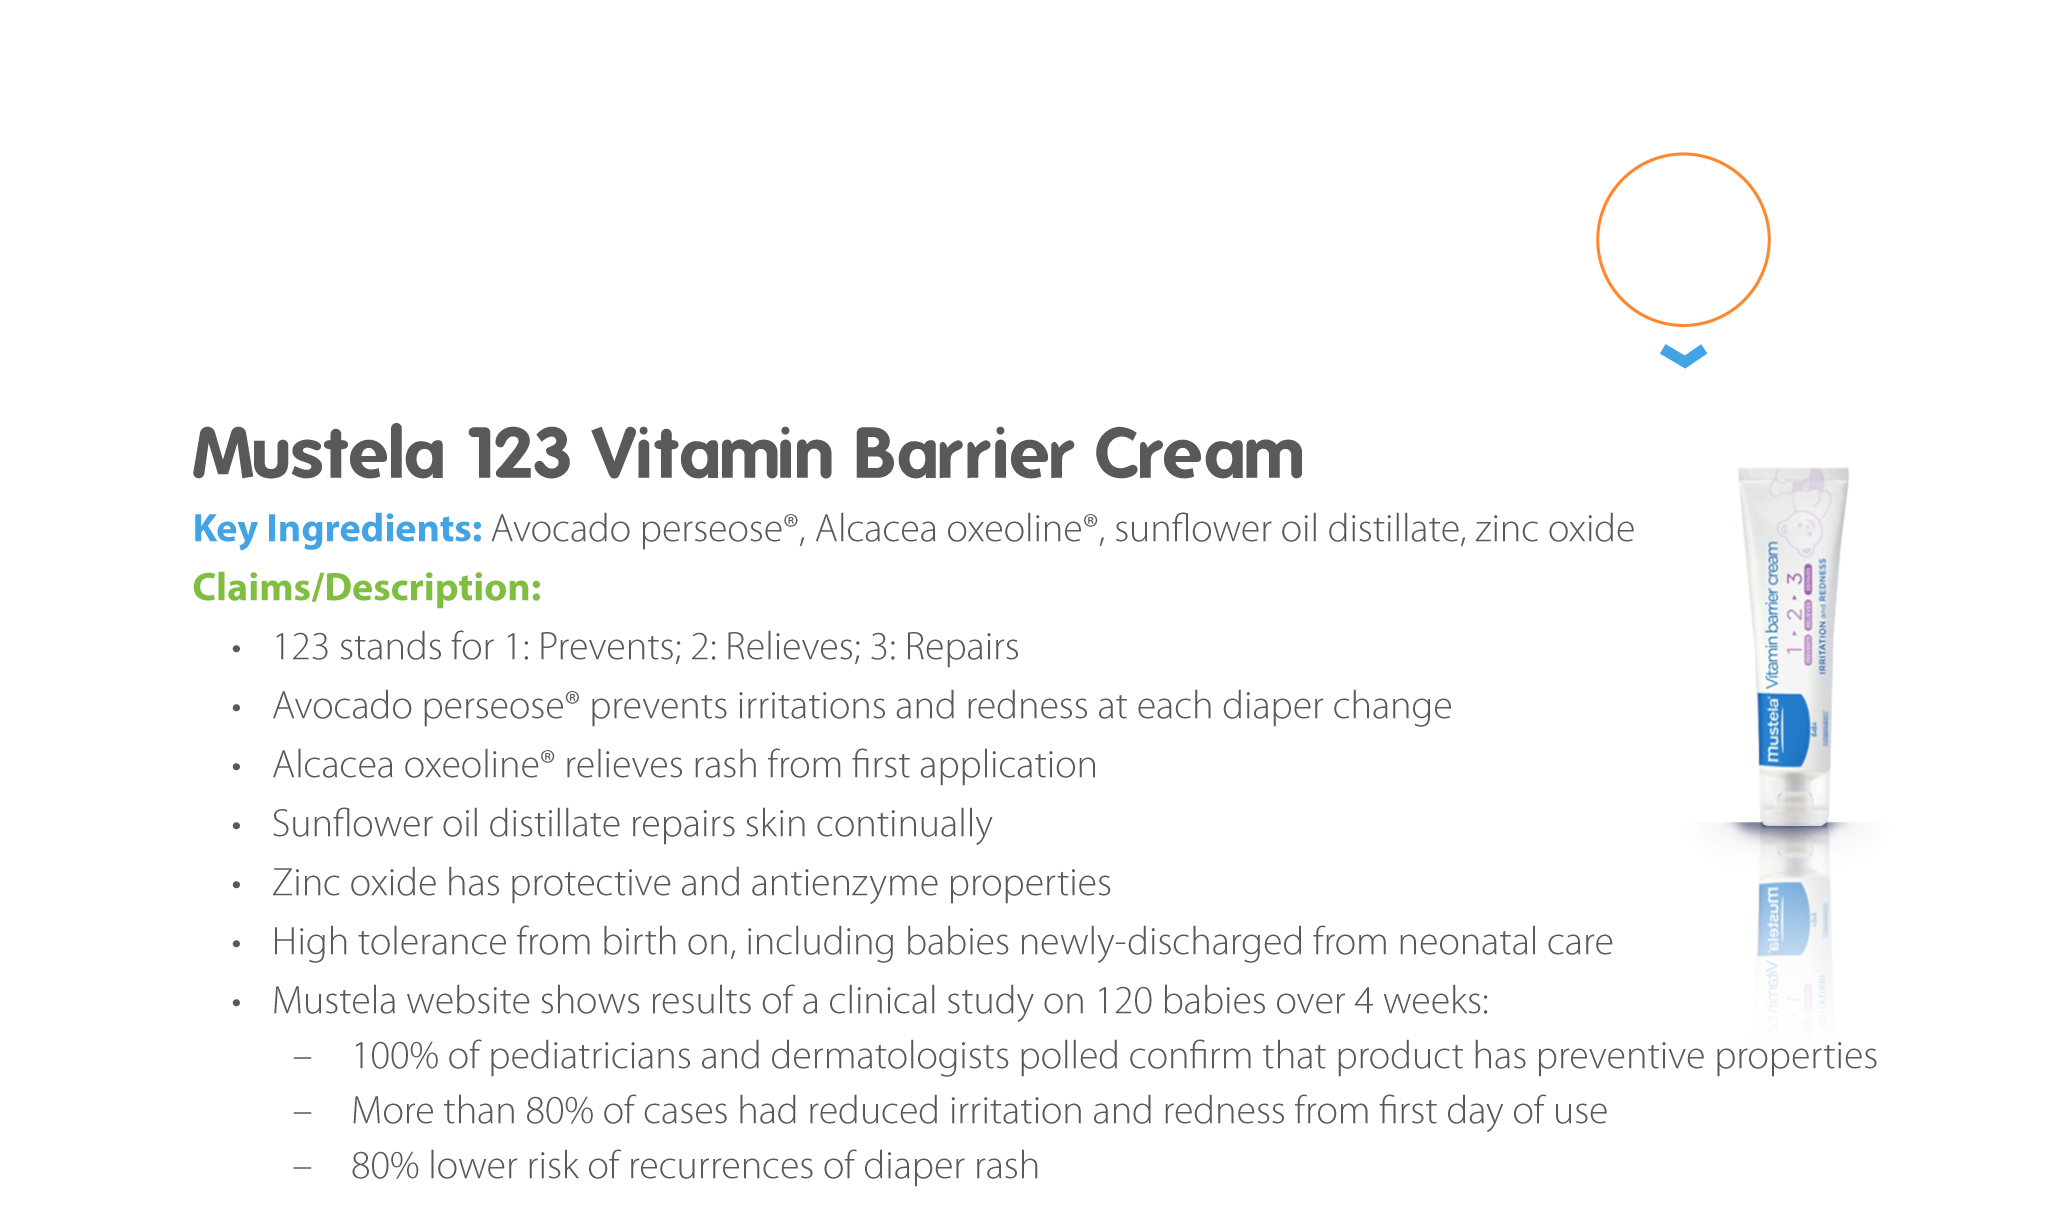 Mustela 123 Vitamin Barrier Cream
Key Ingredients: Avocado perseose®, Alcacea oxeoline®, sunflower oil distillate, zinc oxide
Claims/Description:
• 123 stands for 1: Prevents; 2: Relieves; 3: Repairs
• Avocado perseose® prevents irritations and redness at each diaper change
• Alcacea oxeoline® relieves rash from first application
• Sunflower oil distillate repairs skin continually
• Zinc oxide has protective and antienzyme properties
• High tolerance from birth on, including babies newly-discharged from neonatal care
• Mustela website shows results of a clinical study on 120 babies over 4 weeks:
– 100% of pediatricians and dermatologists polled confirm that product has preventive properties
– More than 80% of cases had reduced irritation and redness from first day of use
– 80% lower risk of recurrences of diaper rash
mustela®
Vitamin barrier cream
1 ▸ 2 ▸ 3
IRRITATION and REDNESS